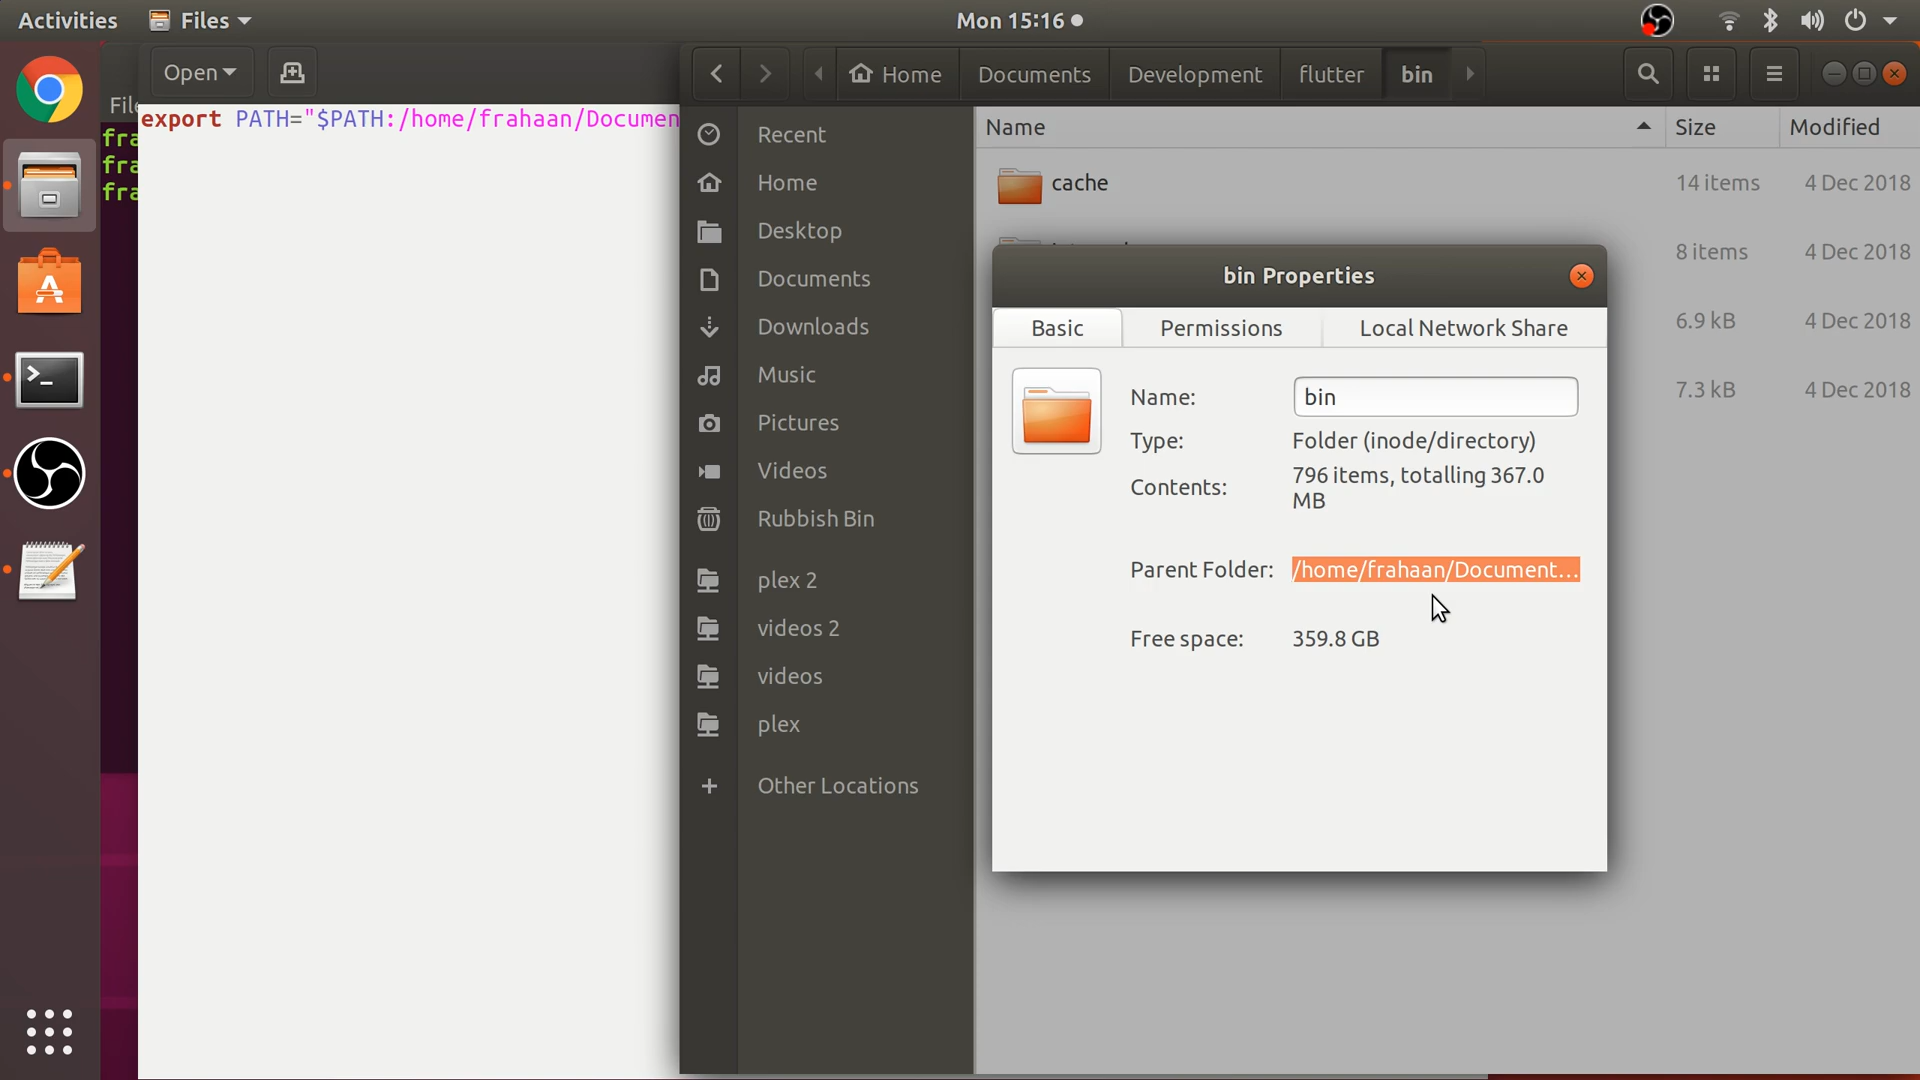 Activities Files Mon 15:16
Open
Home Documents Development flutter bin
File
export PATH="$PATH:/home/frahaan/Documen
fra
fra
fra
Recent
Home
Desktop
Documents
Downloads
Music
Pictures
Videos
Rubbish Bin
plex 2
videos 2
videos
plex
Other Locations
Name Size Modified
cache 14 items 4 Dec 2018
8 items 4 Dec 2018
6.9 kB 4 Dec 2018
7.3 kB 4 Dec 2018
bin Properties
Basic Permissions Local Network Share
Name: bin
Type: Folder (inode/directory)
Contents: 796 items, totalling 367.0
MB
Parent Folder: /home/frahaan/Document...
Free space: 359.8 GB